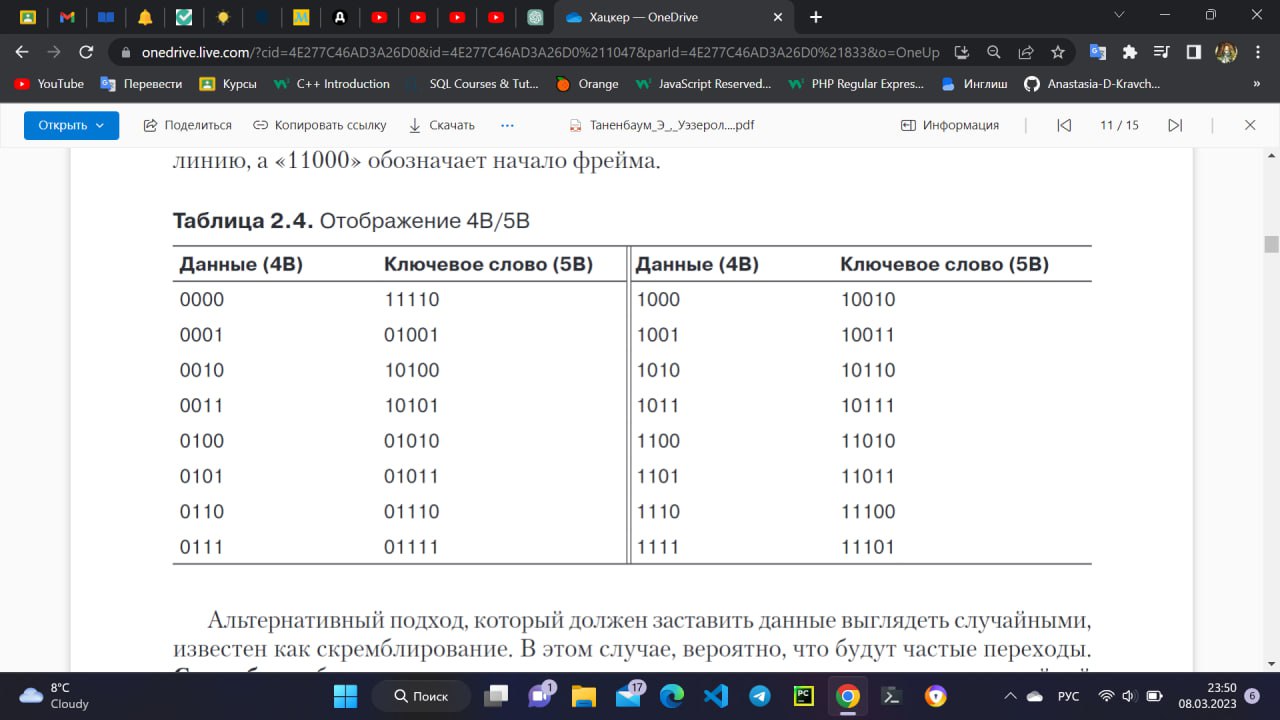 Хацкер — OneDrive
onedrive.live.com/?cid=4E277C46AD3A26D0&id=4E277C46AD3A26D0%211047&parId=4E277C46AD3A26D0%21833&o=OneUp
YouTube Перевести Курсы C++ Introduction SQL Courses & Tut... Orange JavaScript Reserved... PHP Regular Expres... Инглиш Anastasia-D-Kravch... »
Открыть Поделиться Копировать ссылку Скачать ... Таненбаум_Э_,_Уэзерол....pdf Информация 11 / 15
линию, а «11000» обозначает начало фрейма.
Таблица 2.4. Отображение 4B/5B
Данные (4B) Ключевое слово (5B) Данные (4B) Ключевое слово (5B)
0000 11110 1000 10010
0001 01001 1001 10011
0010 10100 1010 10110
0011 10101 1011 10111
0100 01010 1100 11010
0101 01011 1101 11011
0110 01110 1110 11100
0111 01111 1111 11101
Альтернативный подход, который должен заставить данные выглядеть случайными,
известен как скремблирование. В этом случае, вероятно, что будут частые переходы.
8°C
Cloudy
Поиск
1
17
PC
РУС
23:50
08.03.2023
6